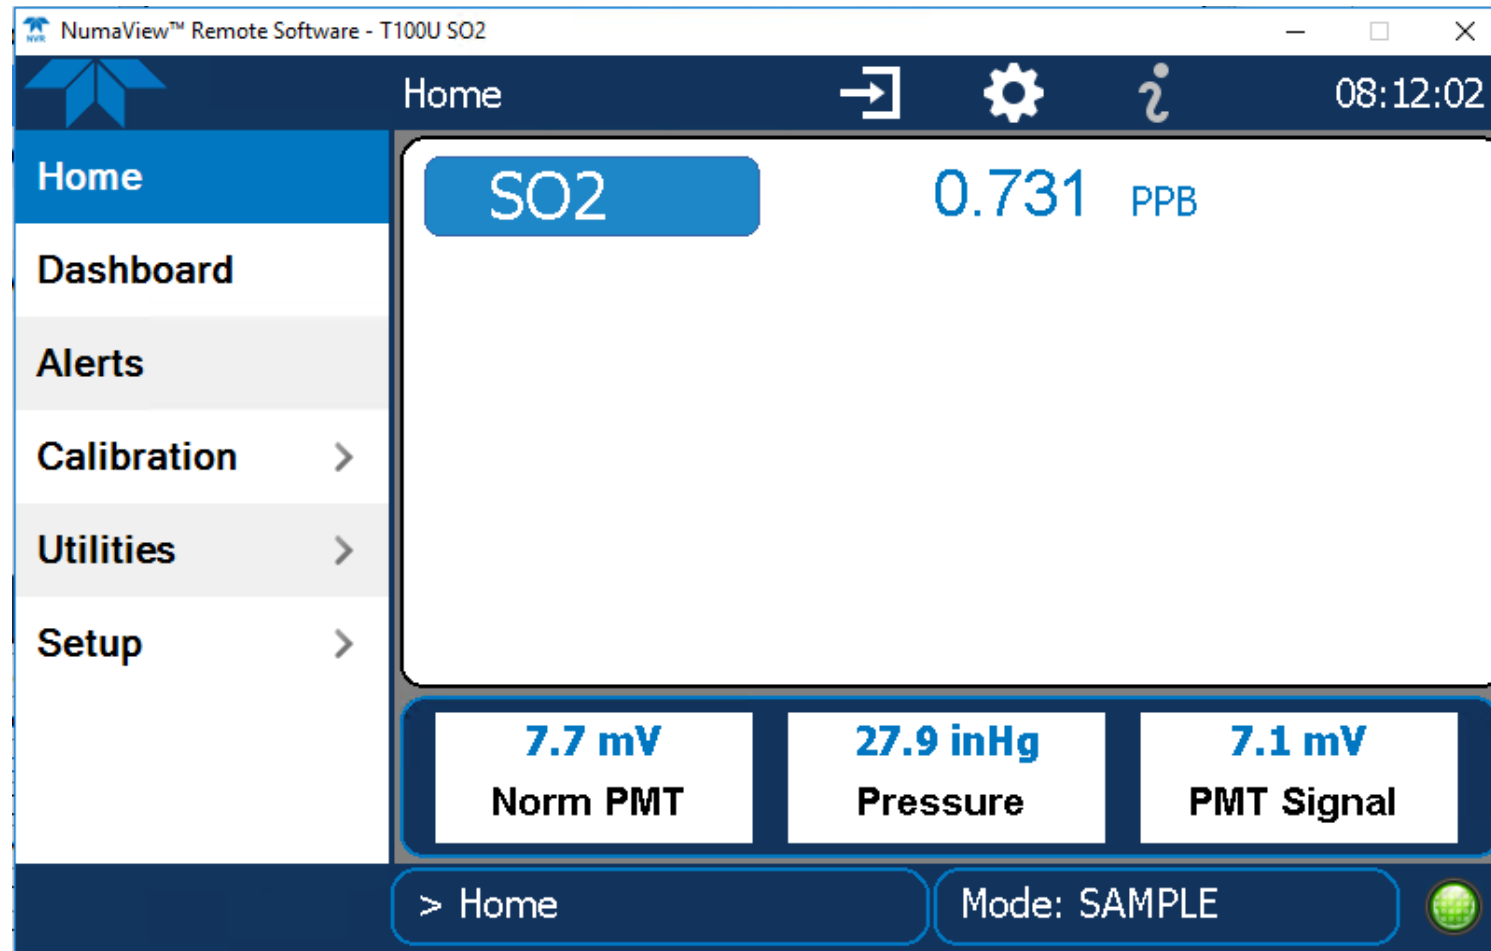 NVR NumaView™ Remote Software - T100U SO2
Home 08:12:02
Home
Dashboard
Alerts
Calibration
Utilities
Setup
SO2 0.731 PPB
7.7 mV
Norm PMT
27.9 inHg
Pressure
7.1 mV
PMT Signal
> Home
Mode: SAMPLE